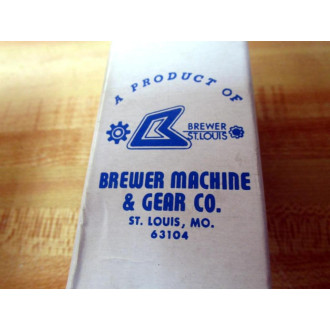 A PRODUCT OF
BREWER
ST.LOUIS
BREWER MACHINE
& GEAR CO.
ST. LOUIS, MO.
63104